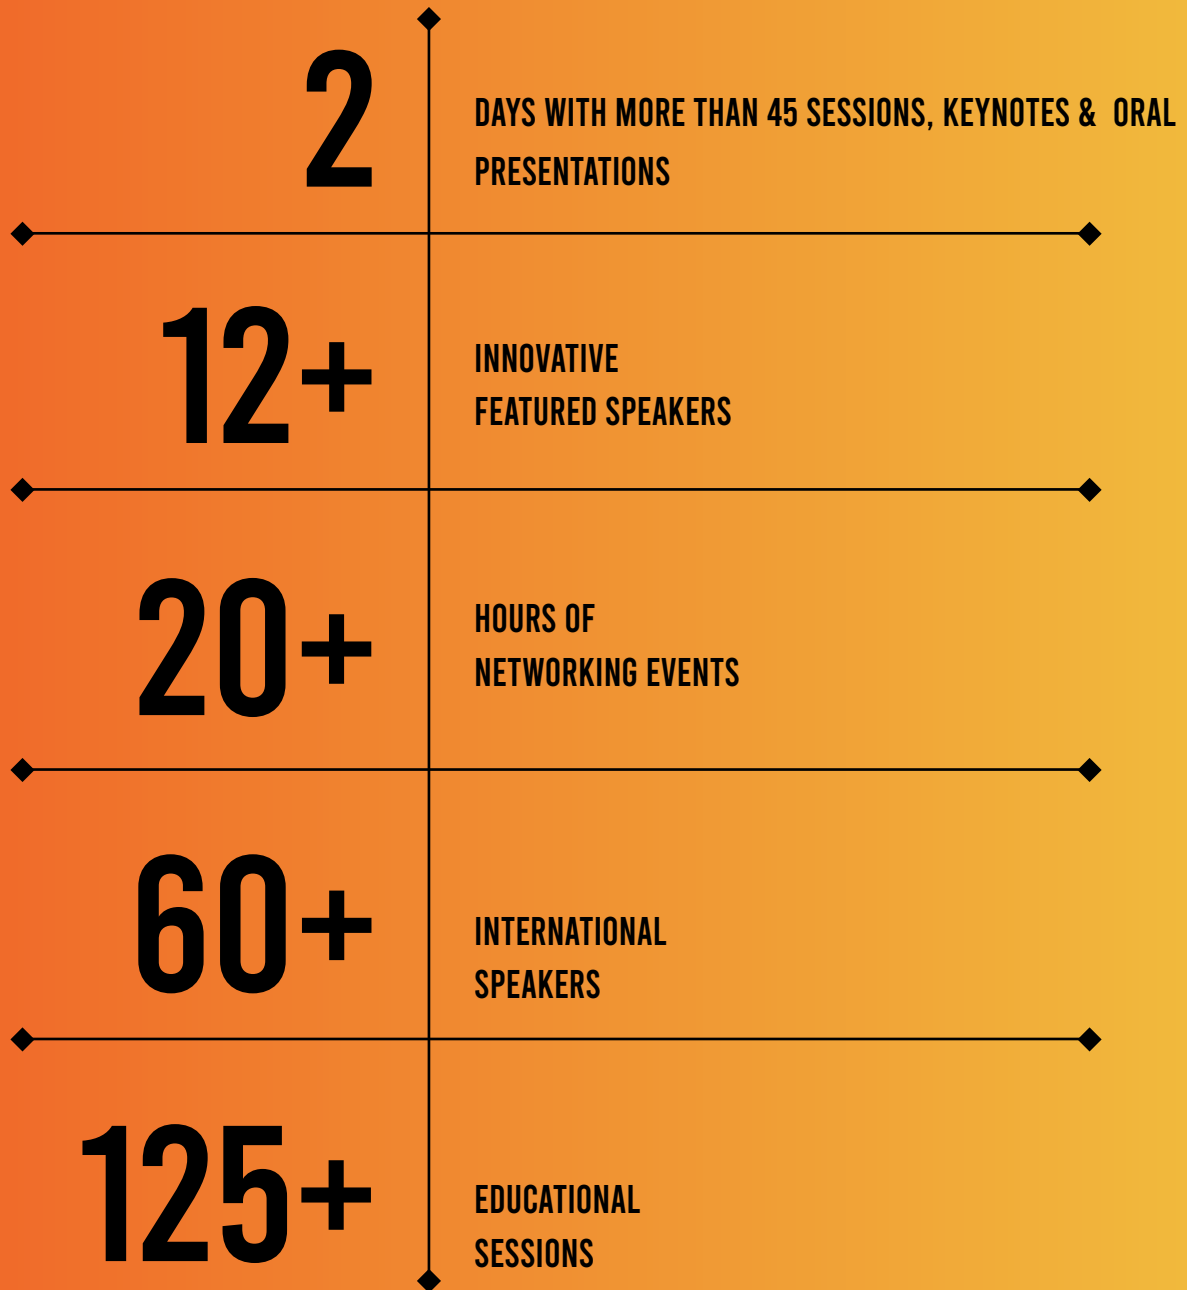 2
DAYS WITH MORE THAN 45 SESSIONS, KEYNOTES & ORAL
PRESENTATIONS
12+
INNOVATIVE
FEATURED SPEAKERS
20+
HOURS OF
NETWORKING EVENTS
60+
INTERNATIONAL
SPEAKERS
125+
EDUCATIONAL
SESSIONS